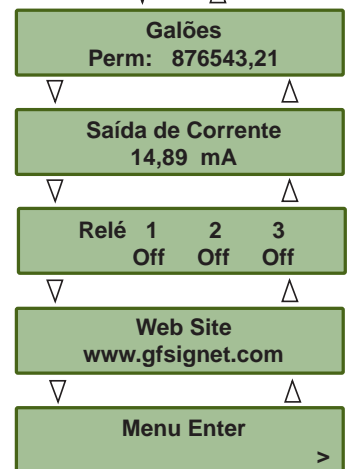 Galões
Perm: 876543,21
Saída de Corrente
14,89 mA
Relé 1 2 3
Off Off Off
Web Site
www.gfsignet.com
Menu Enter
>